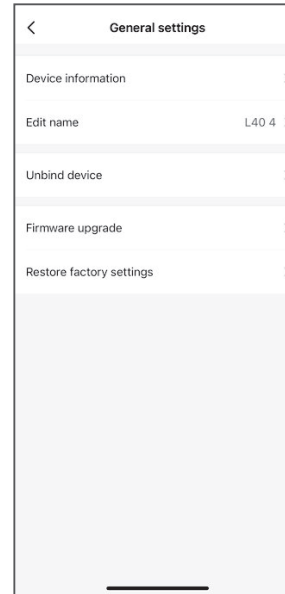 General settings
Device information
Edit name L40 4
Unbind device
Firmware upgrade
Restore factory settings